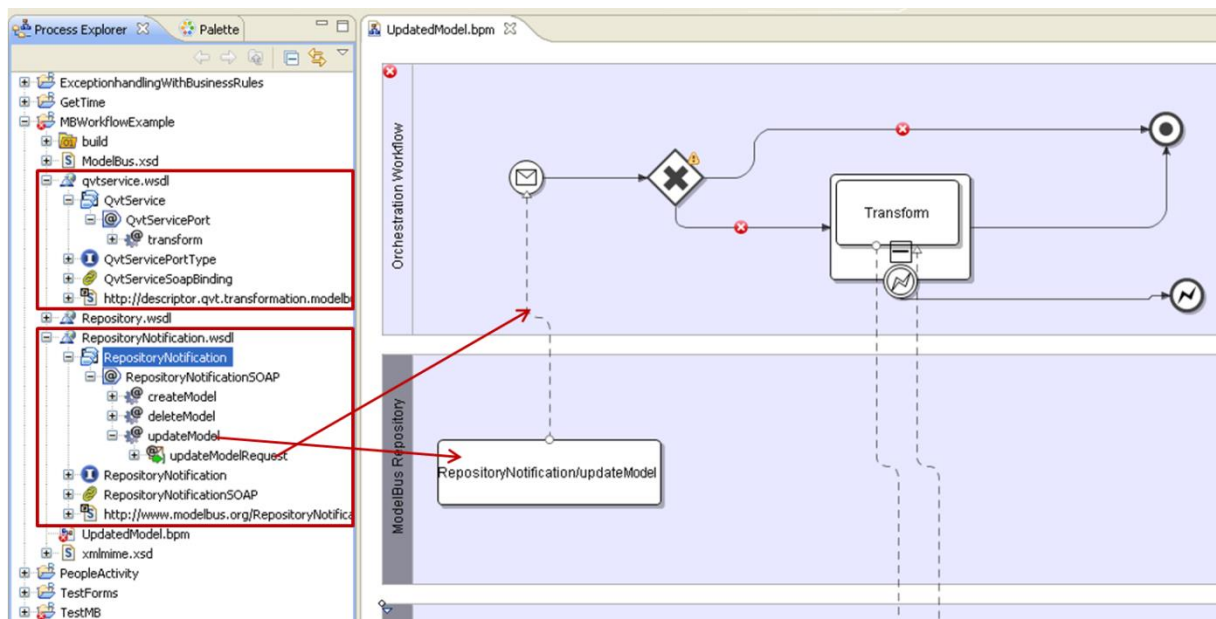 Process Explorer
Palette
ExceptionhandlingWithBusinessRules
GetTime
MBWorkflowExample
build
ModelBus.xsd
qvtservice.wsdl
QvtService
QvtServicePort
transform
QvtServicePortType
QvtServiceSoapBinding
http://descriptor.qvt.transformation.modelb
Repository.wsdl
RepositoryNotification.wsdl
RepositoryNotification
RepositoryNotificationSOAP
createModel
deleteModel
updateModel
updateModelRequest
RepositoryNotification
RepositoryNotificationSOAP
http://www.modelbus.org/RepositoryNotifica
UpdatedModel.bpm
xmlmime.xsd
PeopleActivity
TestForms
TestMB
UpdatedModel.bpm
Orchestration Workflow
Transform
ModelBus Repository
RepositoryNotification/updateModel